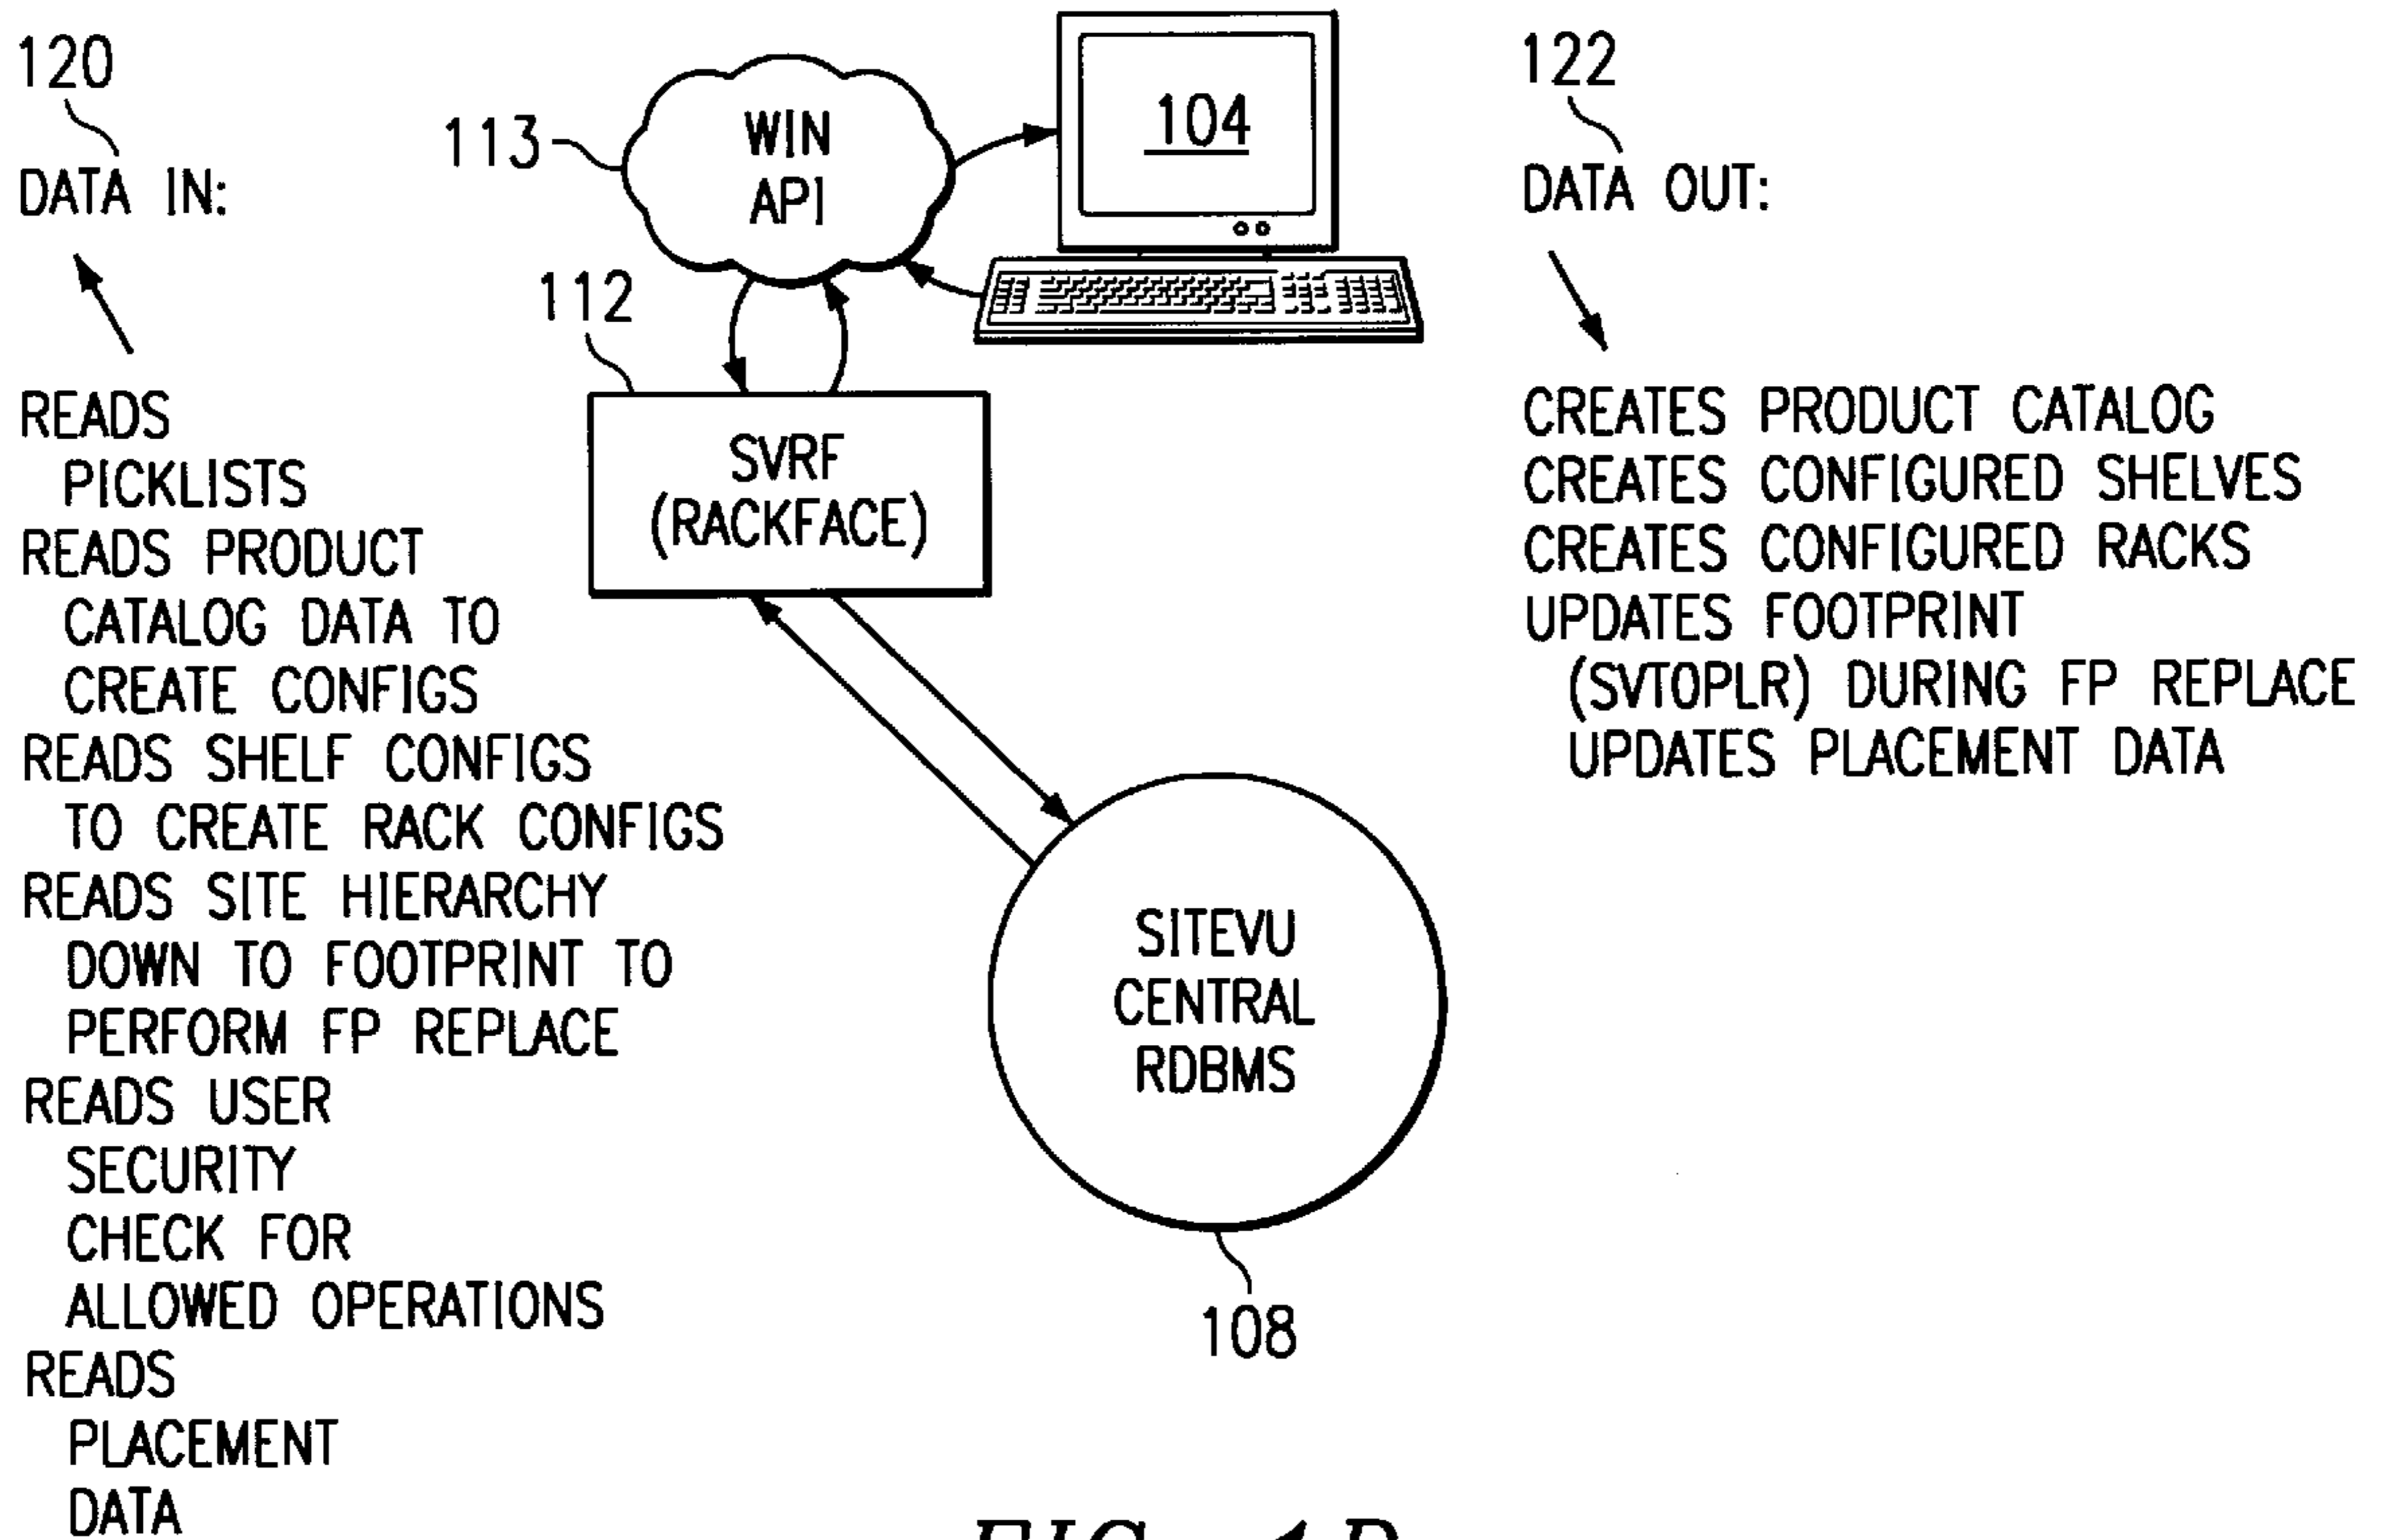 120
DATA IN:
READS
PICKLISTS
READS PRODUCT
CATALOG DATA TO
CREATE CONFIGS
READS SHELF CONFIGS
TO CREATE RACK CONFIGS
READS SITE HIERARCHY
DOWN TO FOOTPRINT TO
PERFORM FP REPLACE
READS USER
SECURITY
CHECK FOR
ALLOWED OPERATIONS
READS
PLACEMENT
DATA
113
WIN
API
104
112
SVRF
(RACKFACE)
SITEVU
CENTRAL
RDBMS
108
122
DATA OUT:
CREATES PRODUCT CATALOG
CREATES CONFIGURED SHELVES
CREATES CONFIGURED RACKS
UPDATES FOOTPRINT
(SVTOPLR) DURING FP REPLACE
UPDATES PLACEMENT DATA